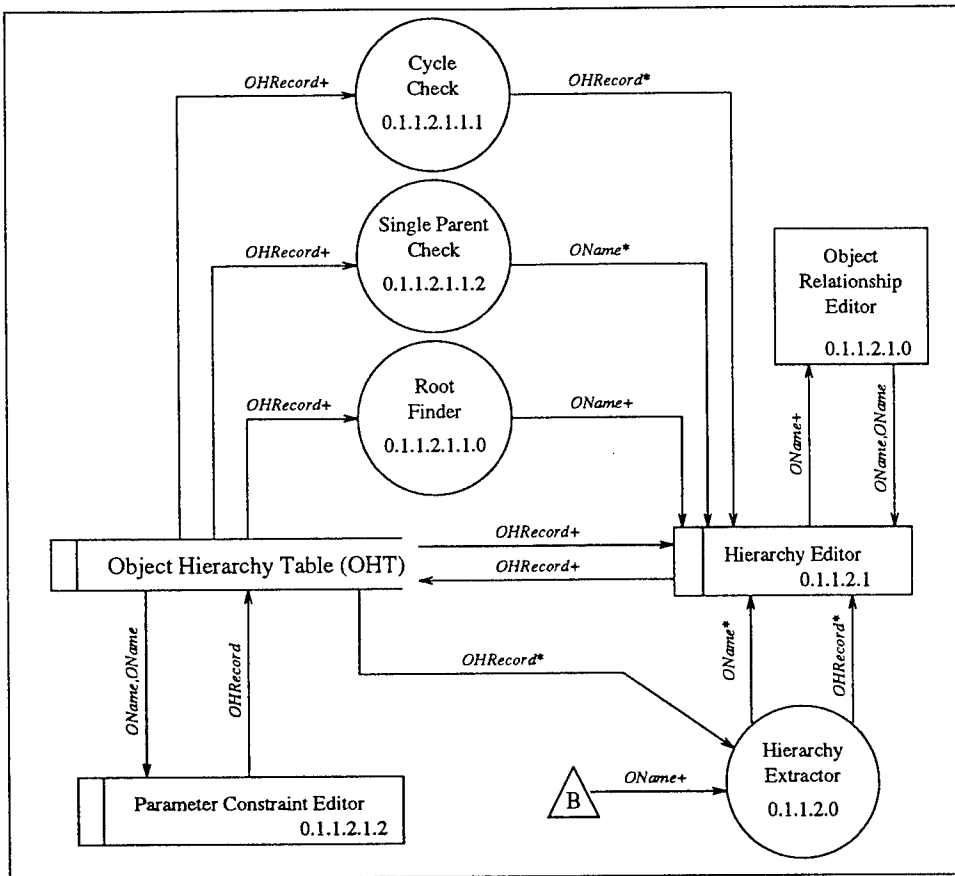 Cycle
Check
0.1.1.2.1.1.1
OHRecord+
OHRecord*
Single Parent
Check
0.1.1.2.1.1.2
OHRecord+
OName*
Object
Relationship
Editor
0.1.1.2.1.0
Root
Finder
0.1.1.2.1.1.0
OHRecord+
OName+
OName+
OName,OName
Object Hierarchy Table (OHT)
OHRecord+
OHRecord+
Hierarchy Editor
0.1.1.2.1
OName,OName
OHRecord
OHRecord*
OName*
OHRecord*
Parameter Constraint Editor
0.1.1.2.1.2
B
OName+
Hierarchy
Extractor
0.1.1.2.0